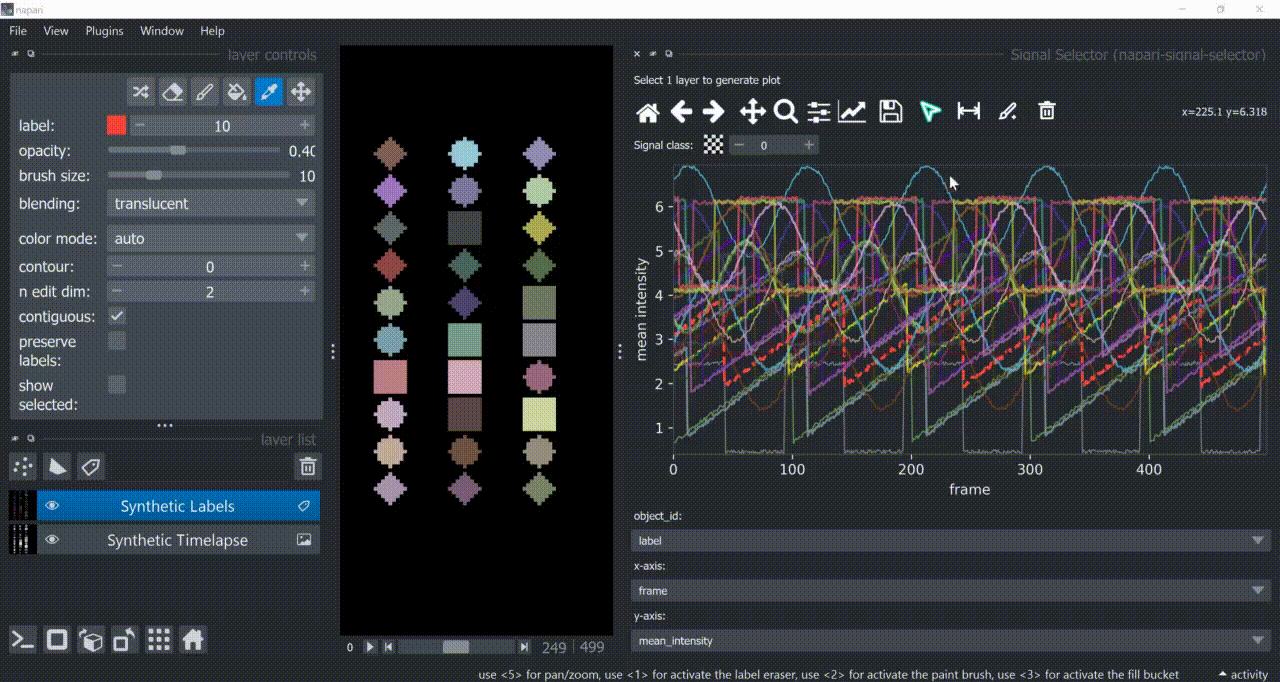 napari
File View Plugins Window Help
layer controls
label: 10
opacity: 0.4
brush size: 10
blending: translucent
color mode: auto
contour: 0
n edit dim: 2
contiguous:
preserve
labels:
show
selected:
layer list
Synthetic Labels
Synthetic Timelapse
0 249 499
Signal Selector (napari-signal-selector)
Select 1 layer to generate plot
x=225.1 y=6.318
Signal class: 0
mean intensity
6
5
4
3
2
1
0 100 200 300 400
frame
object_id:
label
x-axis:
frame
y-axis:
mean_intensity
use <5> for pan/zoom, use <1> for activate the label eraser, use <2> for activate the paint brush, use <3> for activate the fill bucket
activity